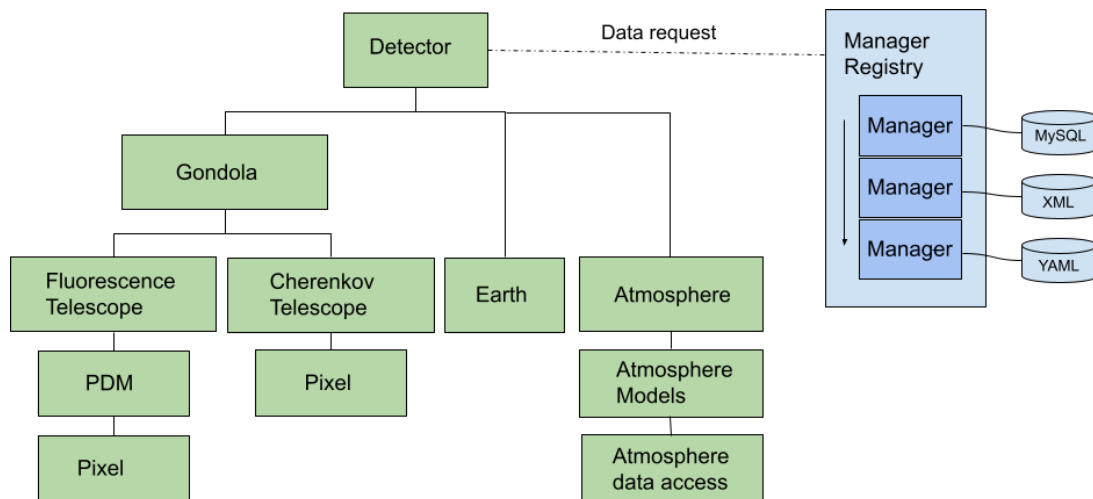 Detector
Data request
Manager
Registry
Manager
MySQL
Manager
XML
Manager
YAML
Gondola
Fluorescence
Telescope
Cherenkov
Telescope
Earth
Atmosphere
PDM
Pixel
Atmosphere
Models
Pixel
Atmosphere
data access